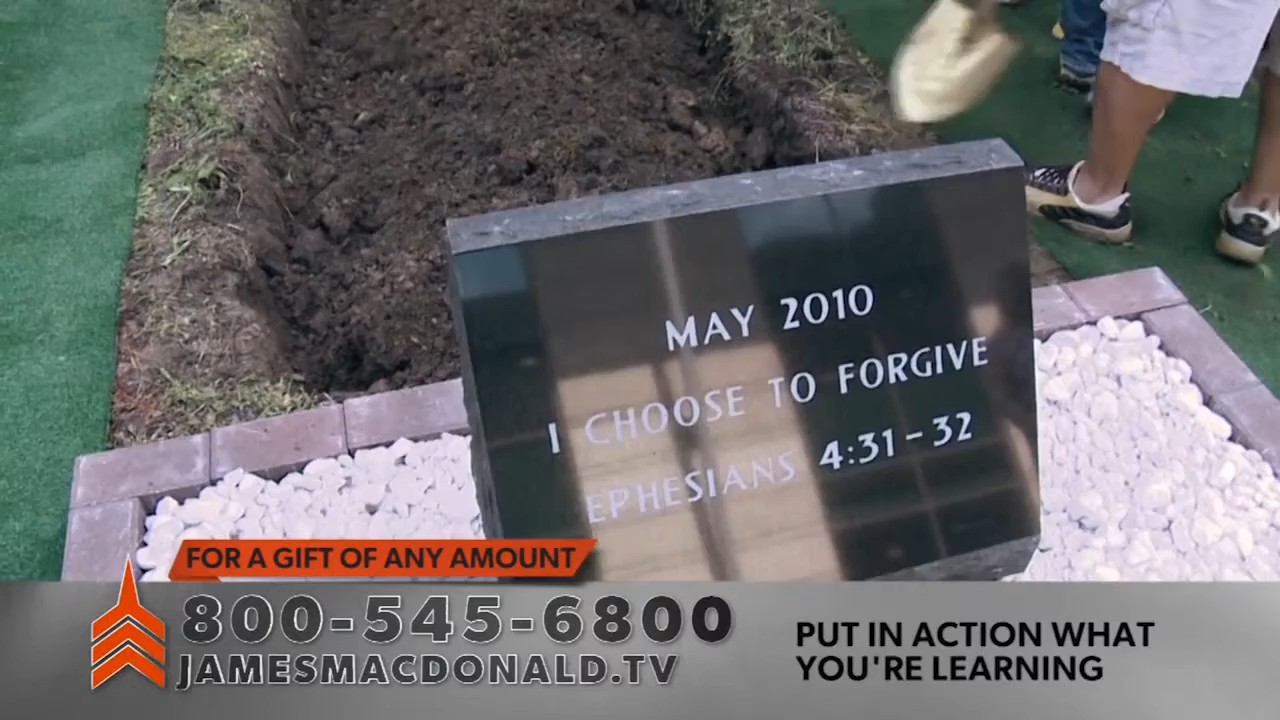 MAY 2010
I CHOOSE TO FORGIVE
EPHESIANS 4:31-32
FOR A GIFT OF ANY AMOUNT
800-545-6800
JAMESMACDONALD.TV
PUT IN ACTION WHAT
YOU'RE LEARNING